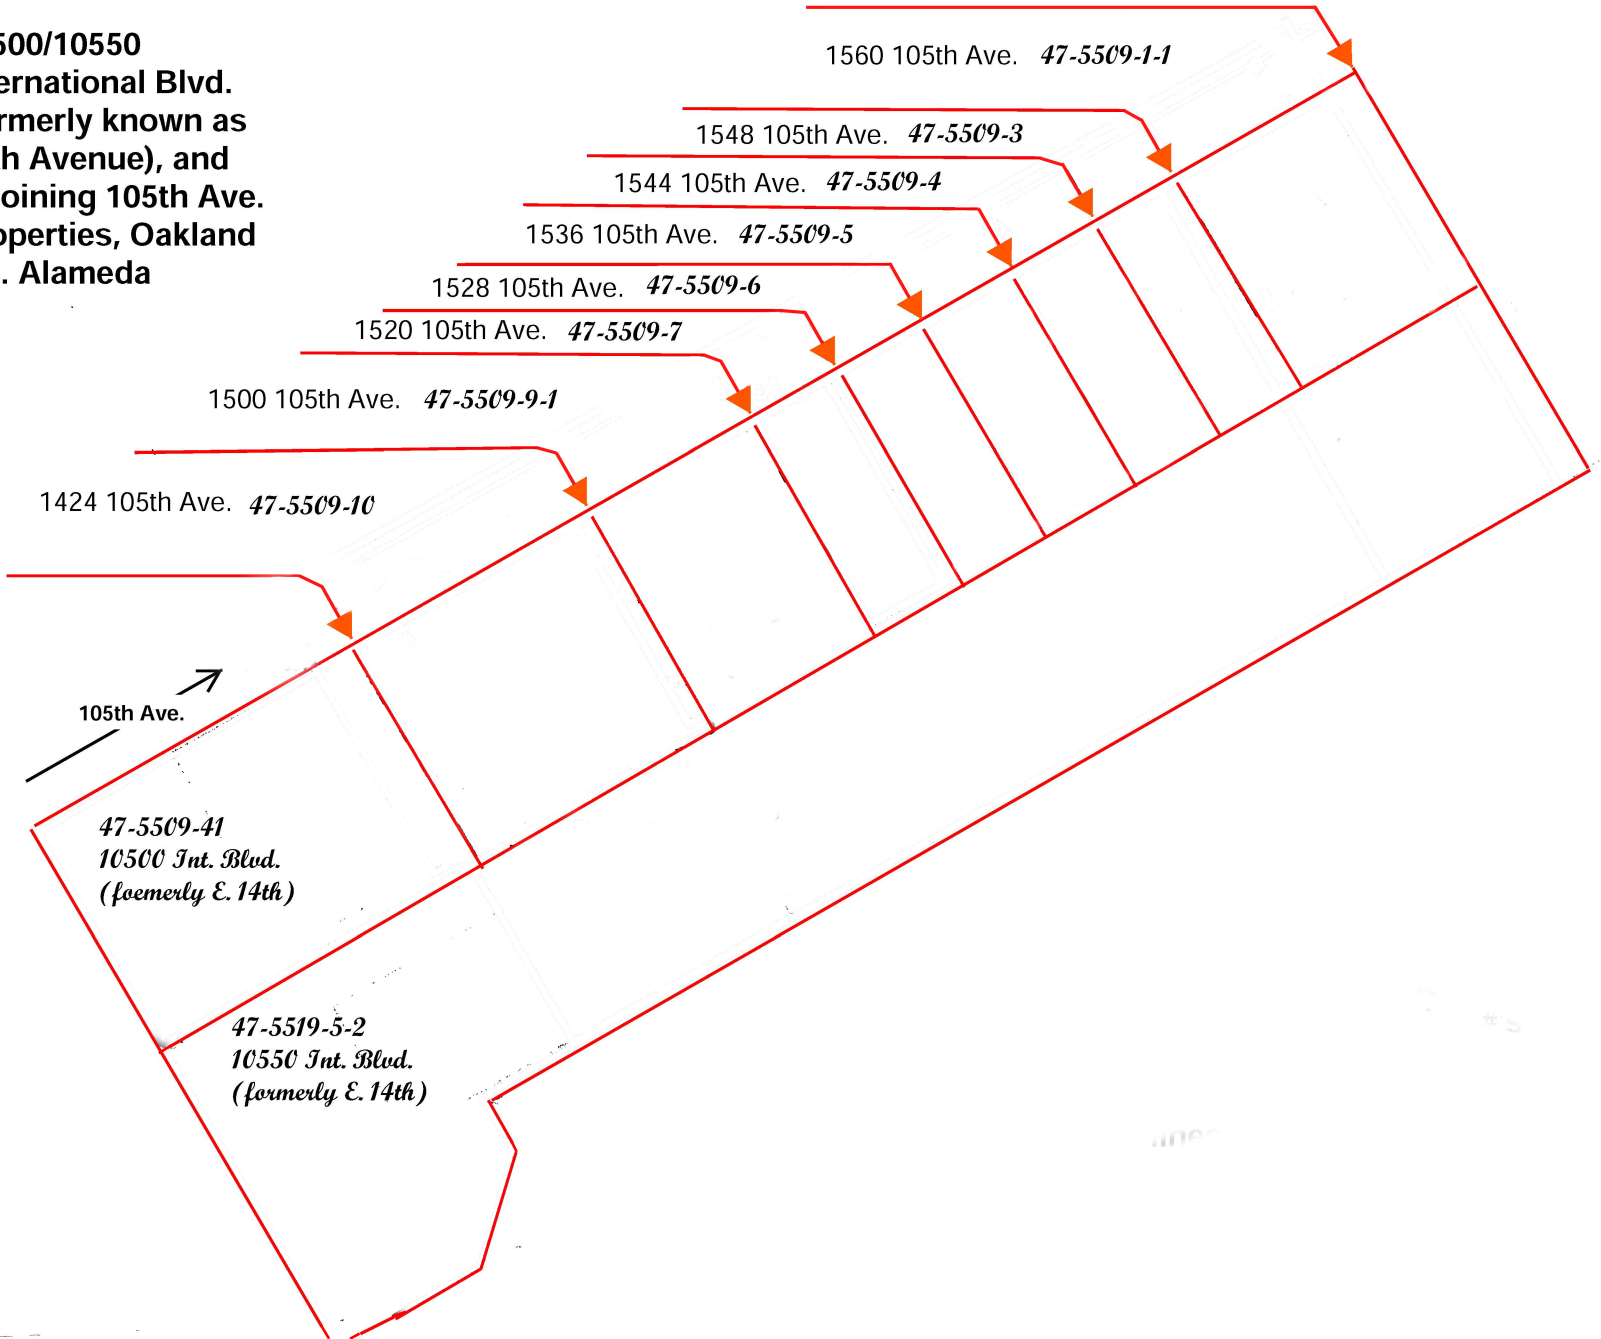 500/10550
ernational Blvd.
rmerly known as
h Avenue), and
oining 105th Ave.
operties, Oakland
. Alameda
1560 105th Ave. 47-5509-1-1
1548 105th Ave. 47-5509-3
1544 105th Ave. 47-5509-4
1536 105th Ave. 47-5509-5
1528 105th Ave. 47-5509-6
1520 105th Ave. 47-5509-7
1500 105th Ave. 47-5509-9-1
1424 105th Ave. 47-5509-10
105th Ave.
47-5509-41
10500 Int. Blvd.
(foemerly E. 14th)
47-5519-5-2
10550 Int. Blvd.
(formerly E. 14th)